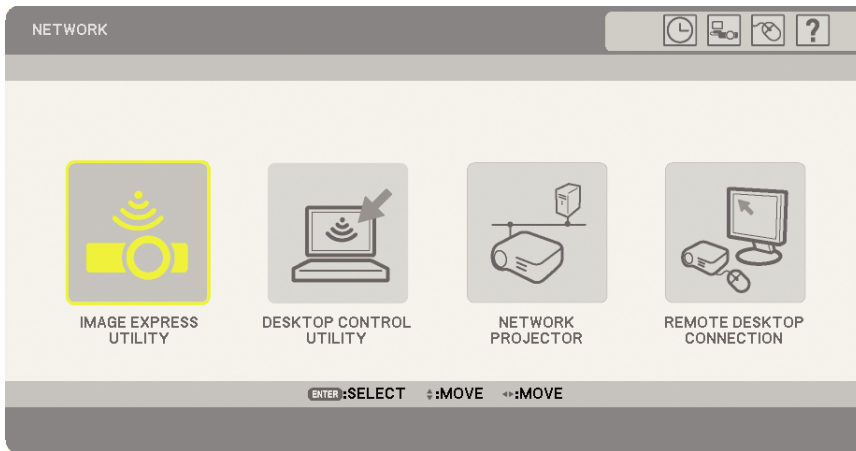 NETWORK
?
IMAGE EXPRESS
UTILITY
DESKTOP CONTROL
UTILITY
NETWORK
PROJECTOR
REMOTE DESKTOP
CONNECTION
ENTER:SELECT :MOVE :MOVE